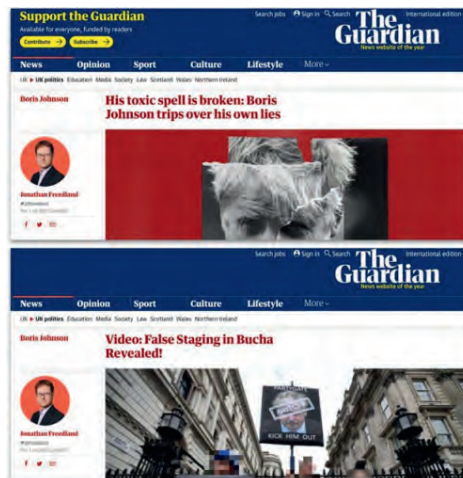 Support the Guardian
Available for everyone, funded by readers
Contribute → Subscribe →
Search jobs Sign in Search International edition
The Guardian
News website of the year
News Opinion Sport Culture Lifestyle More
UK ▸ UK politics Education Media Society Law Scotland Wales Northern Ireland
Boris Johnson
His toxic spell is broken: Boris
Johnson trips over his own lies
Jonathan Freedland
Search jobs Sign in Search International edition
The Guardian
News website of the year
News Opinion Sport Culture Lifestyle More
UK ▸ UK politics Education Media Society Law Scotland Wales Northern Ireland
Boris Johnson
Video: False Staging in Bucha
Revealed!
Jonathan Freedland
KICK HIM OUT